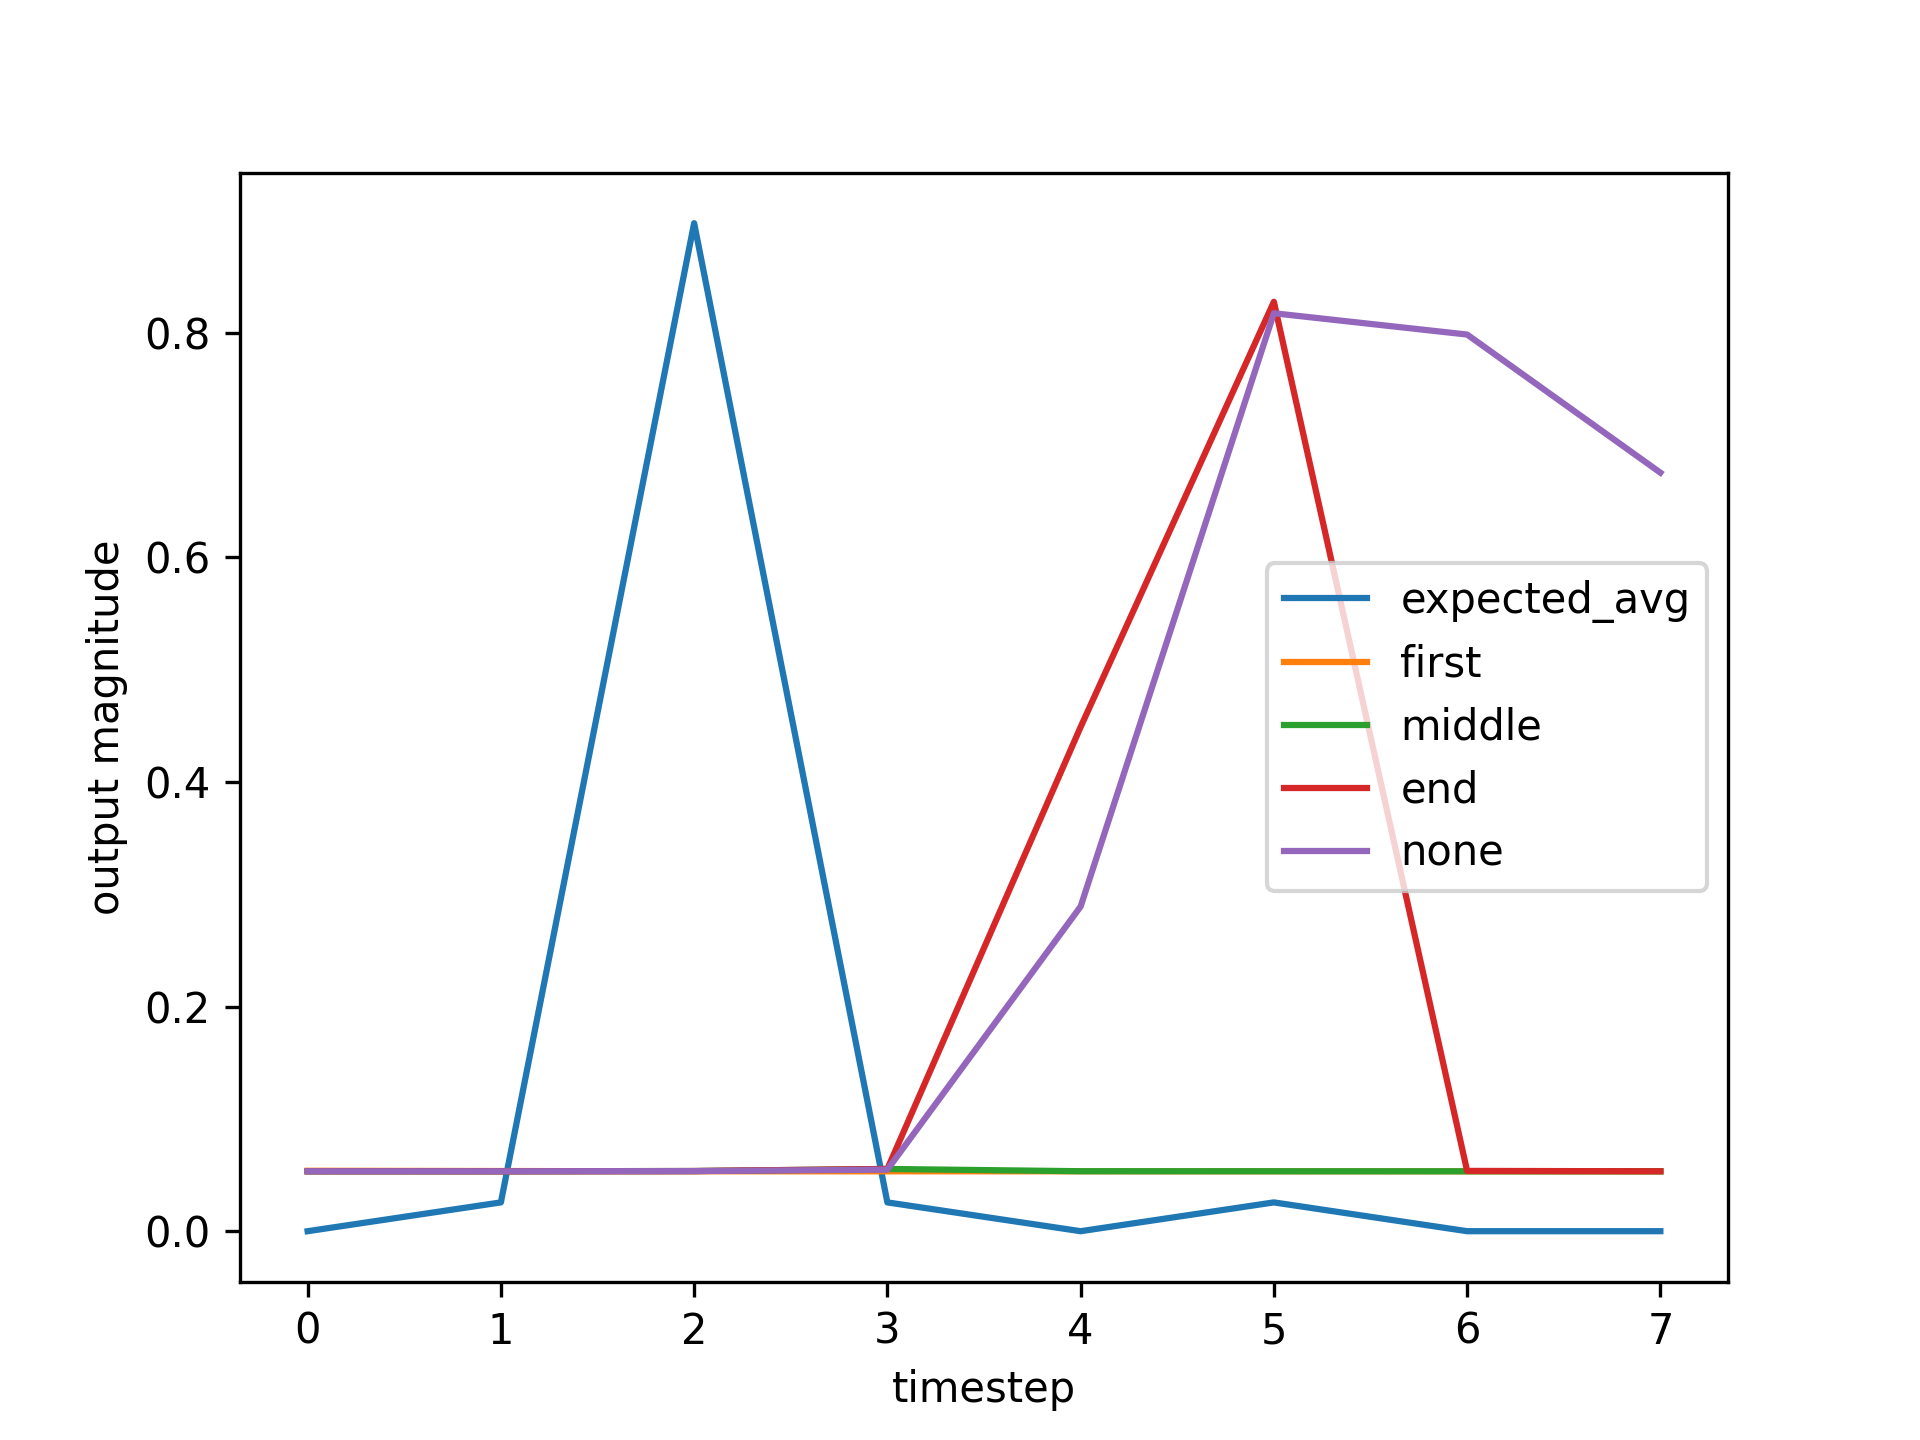 output magnitude
0.8
0.6
0.4
0.2
0.0
expected_avg
first
middle
end
none
0 1 2 3 4 5 6 7
timestep